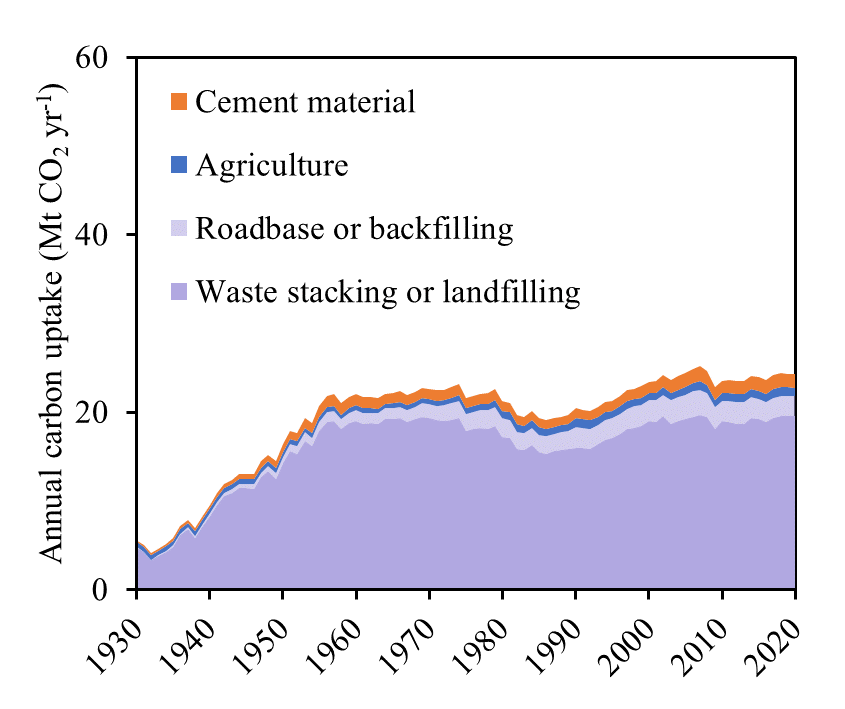 Annual carbon uptake (Mt CO₂ yr⁻¹)
60
40
20
0
Cement material
Agriculture
Roadbase or backfilling
Waste stacking or landfilling
1930
1940
1950
1960
1970
1980
1990
2000
2010
2020